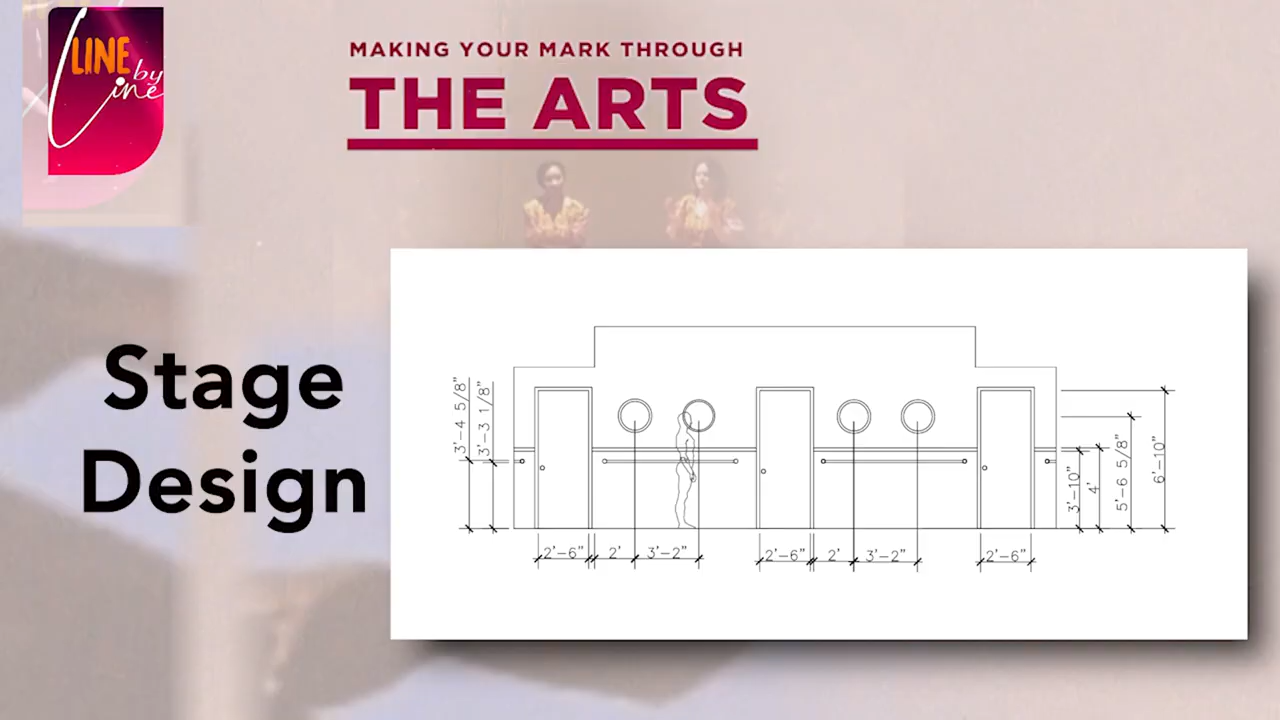 LINE
by
Line
MAKING YOUR MARK THROUGH
THE ARTS
Stage
Design
3'-4 5/8"
3'-3 1/8"
3'-10"
4'
5'-6 5/8"
6'-10"
2'-6" 2' 3'-2" 2'-6" 2' 3'-2" 2'-6"